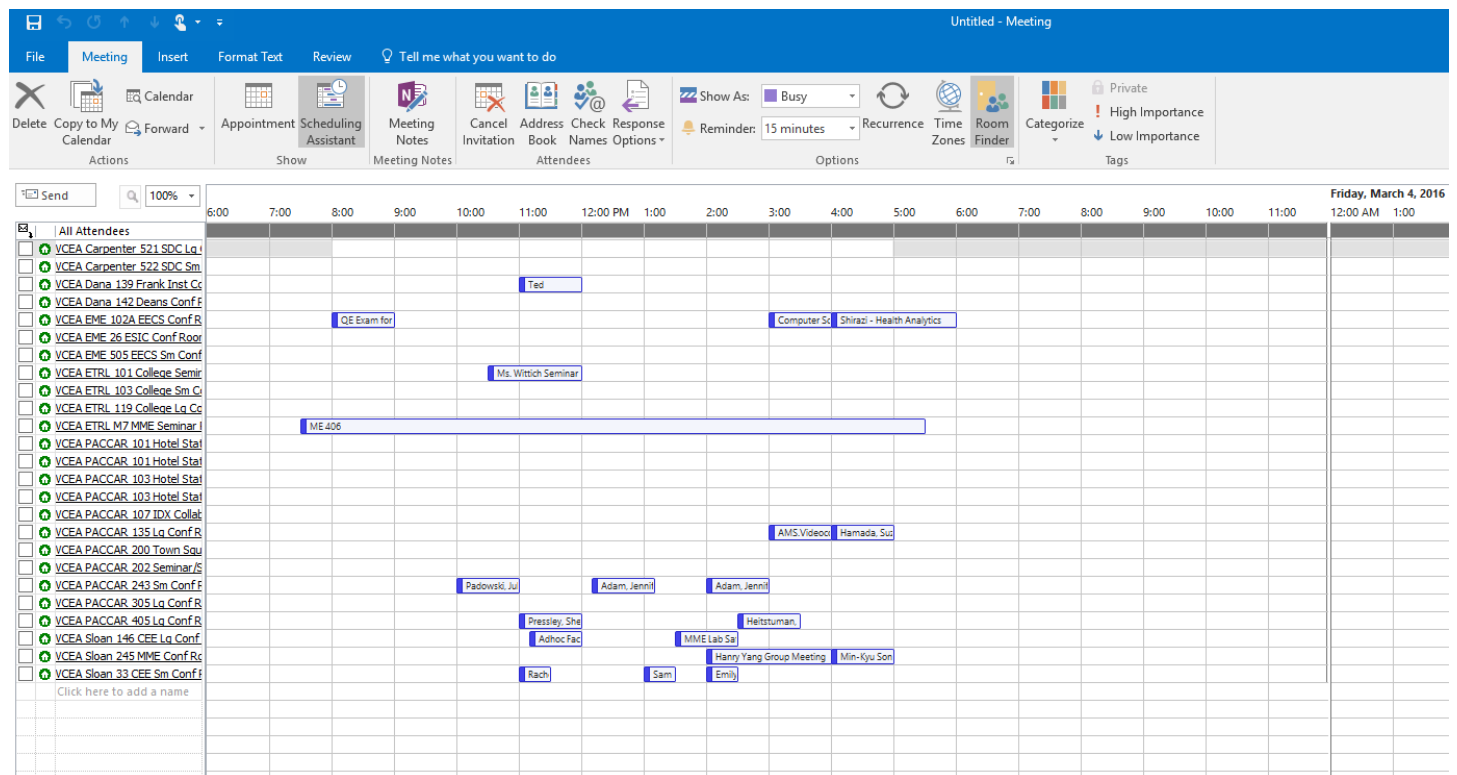 Untitled - Meeting
File Meeting Insert Format Text Review Tell me what you want to do
Delete Copy to My Calendar Calendar Forward Appointment Scheduling Assistant Meeting Notes Cancel Invitation Address Book Check Names Response Options Show As: Busy Reminder: 15 minutes Recurrence Time Zones Room Finder Categorize Private High Importance Low Importance
Actions Show Meeting Notes Attendees Options Tags
Send 100% Friday, March 4, 2016
6:00 7:00 8:00 9:00 10:00 11:00 12:00 PM 1:00 2:00 3:00 4:00 5:00 6:00 7:00 8:00 9:00 10:00 11:00 12:00 AM 1:00
All Attendees
VCEA Carpenter 521 SDC Lg
VCEA Carpenter 522 SDC Sm
VCEA Dana 139 Frank Inst Cc Ted
VCEA Dana 142 Deans Conf F
VCEA EME 102A EECS Conf R QE Exam for Computer Sc Shirazi - Health Analytics
VCEA EME 26 ESIC Conf Roor
VCEA EME 505 EECS Sm Conf
VCEA ETRL 101 College Semir Ms. Wittich Seminar
VCEA ETRL 103 College Sm C
VCEA ETRL 119 College Lg Cc
VCEA ETRL M7 MME Seminar ME 406
VCEA PACCAR 101 Hotel Stat
VCEA PACCAR 101 Hotel Stat
VCEA PACCAR 103 Hotel Stat
VCEA PACCAR 103 Hotel Stat
VCEA PACCAR 107 IDX Collab
VCEA PACCAR 135 Lg Conf R AMS.Videoc Hamada, Suz
VCEA PACCAR 200 Town Squ
VCEA PACCAR 202 Seminar/S
VCEA PACCAR 243 Sm Conf F Padowski, Jul Adam, Jennif Adam, Jennif
VCEA PACCAR 305 Lg Conf R
VCEA PACCAR 405 Lg Conf R Pressley, She Heitstuman,
VCEA Sloan 146 CEE Lg Conf Adhoc Fac MME Lab Sa
VCEA Sloan 245 MME Conf Rc Hanry Yang Group Meeting Min-Kyu Son
VCEA Sloan 33 CEE Sm Conf F Rach Sam Emily
Click here to add a name